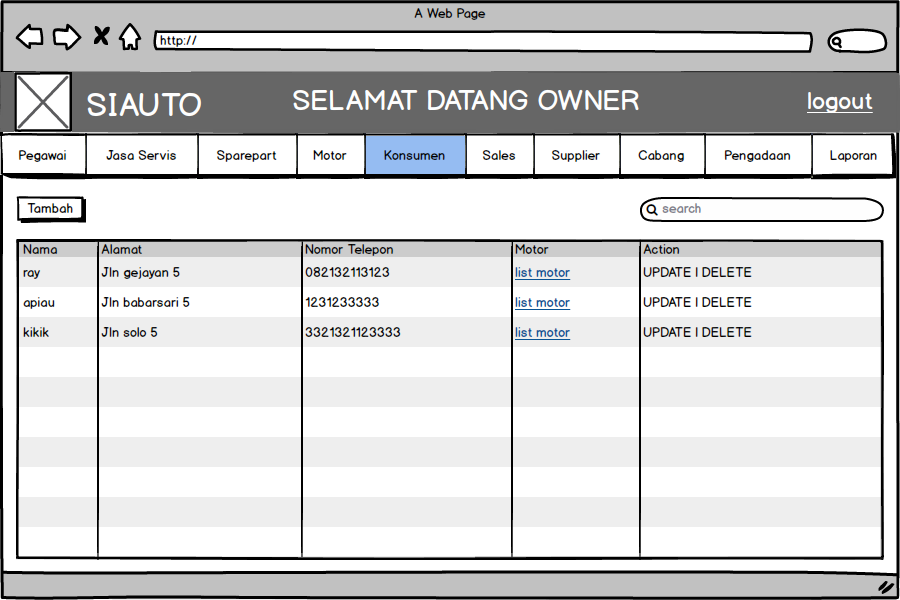 A Web Page
http://
SIAUTO
SELAMAT DATANG OWNER
logout
Pegawai Jasa Servis Sparepart Motor Konsumen Sales Supplier Cabang Pengadaan Laporan
Tambah
search
Nama Alamat Nomor Telepon Motor Action
ray Jln gejayan 5 082132113123 list motor UPDATE | DELETE
apiau Jln babarsari 5 1231233333 list motor UPDATE | DELETE
kikik Jln solo 5 3321321123333 list motor UPDATE | DELETE